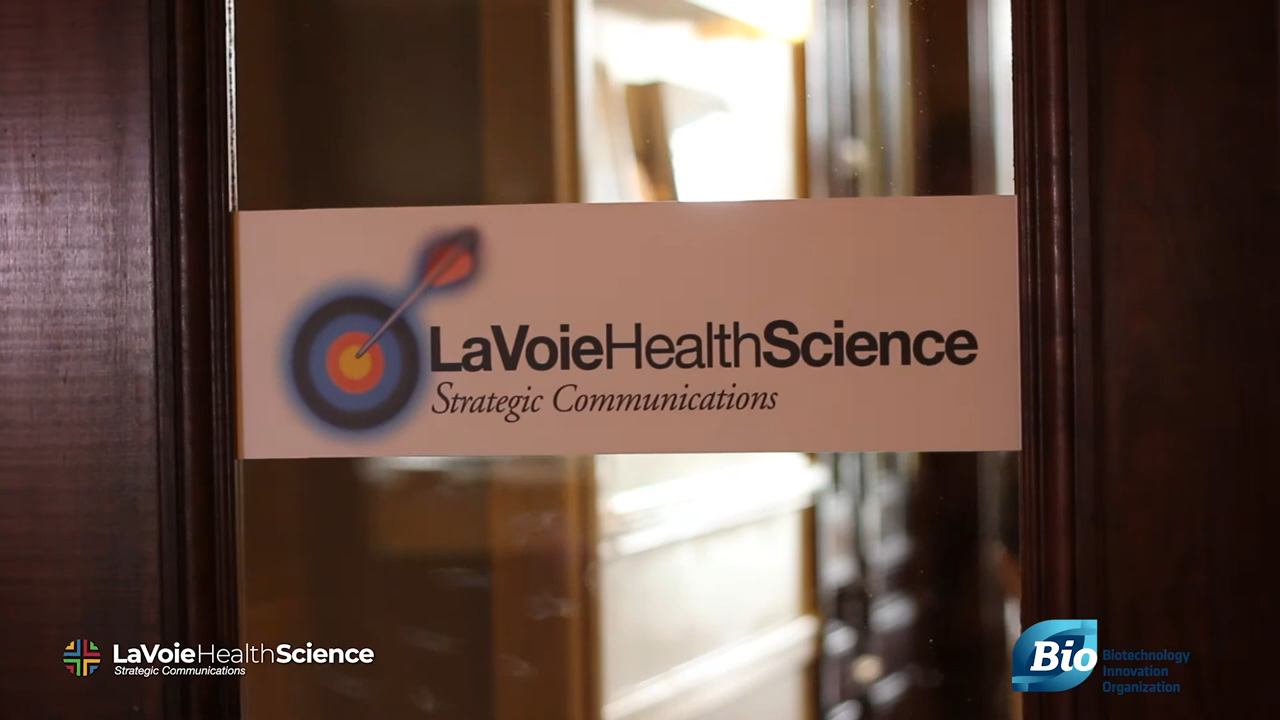 LaVoieHealthScience
Strategic Communications
LaVoieHealthScience
Strategic Communications
Bio
Biotechnology
Innovation
Organization